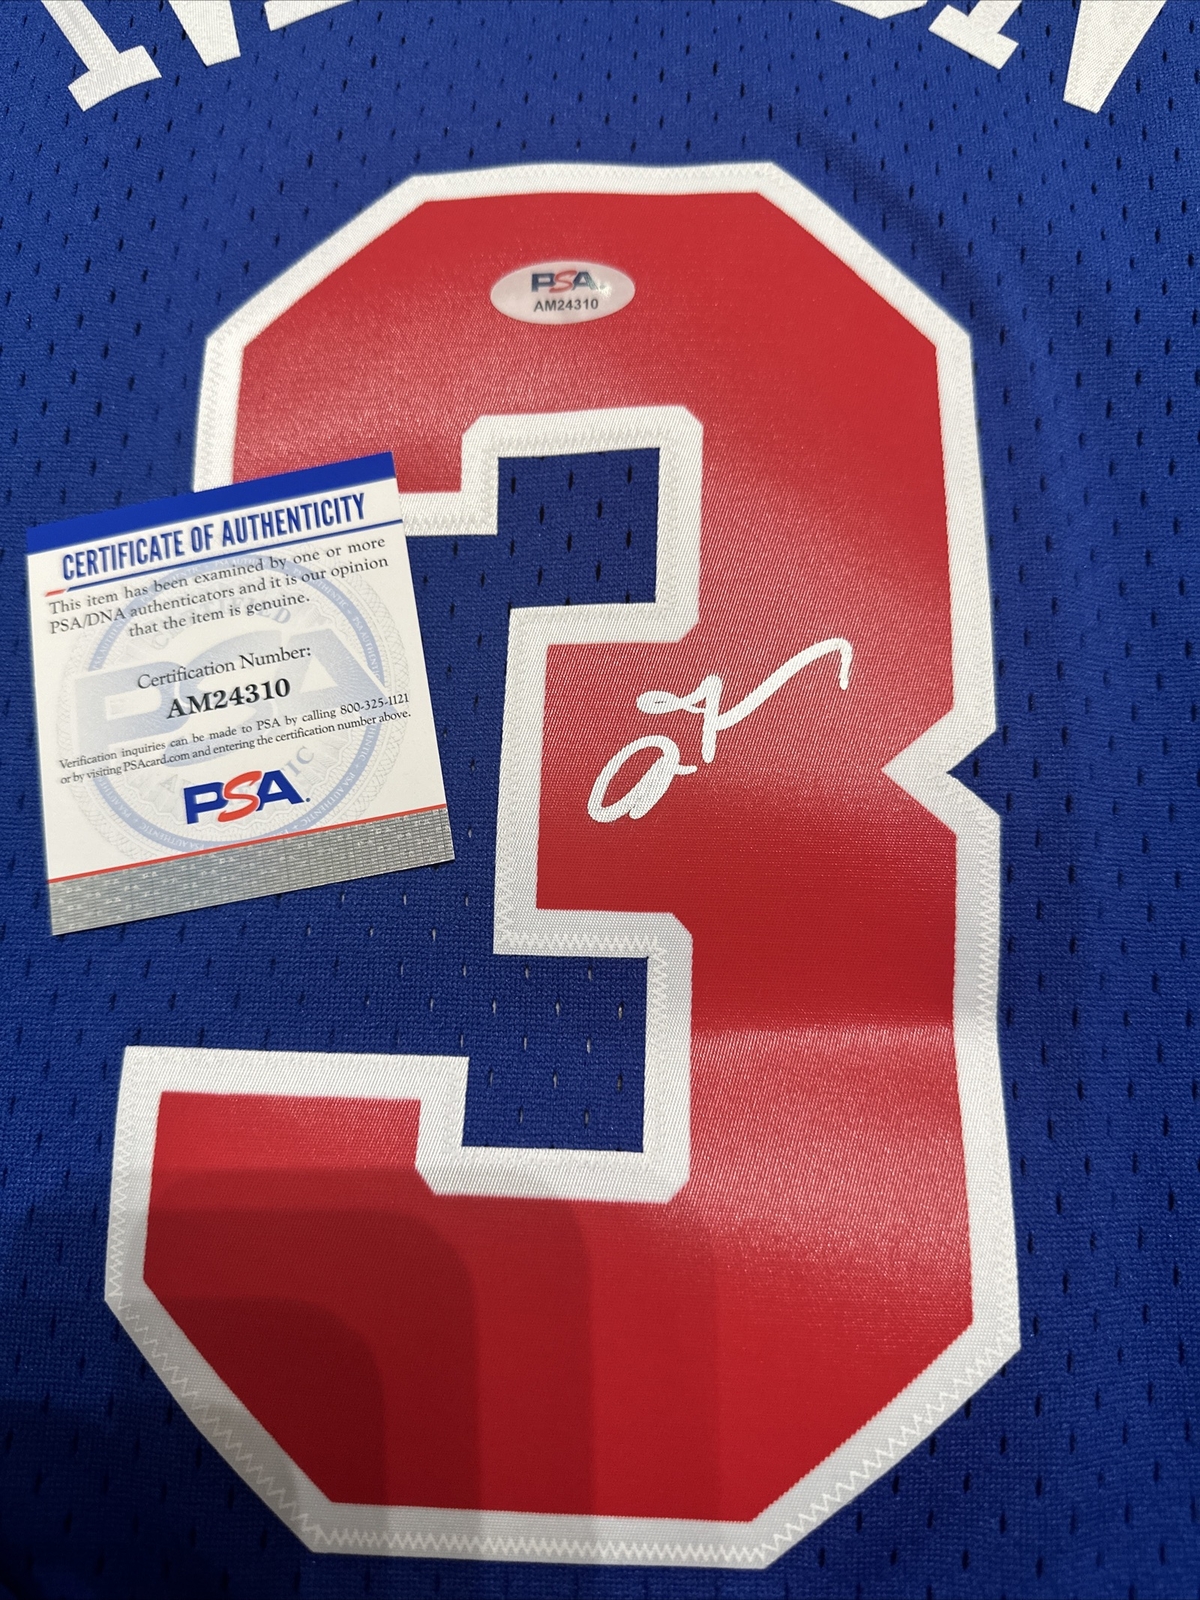 PSA
AM24310
3
CERTIFICATE OF AUTHENTICITY
This item has been examined by one or more
PSA/DNA authenticators and it is our opinion
that the item is genuine.
Certification Number:
AM24310
Verification inquiries can be made to PSA by calling 800-325-1121
or by visiting PSAcard.com and entering the certification number above.
PSA